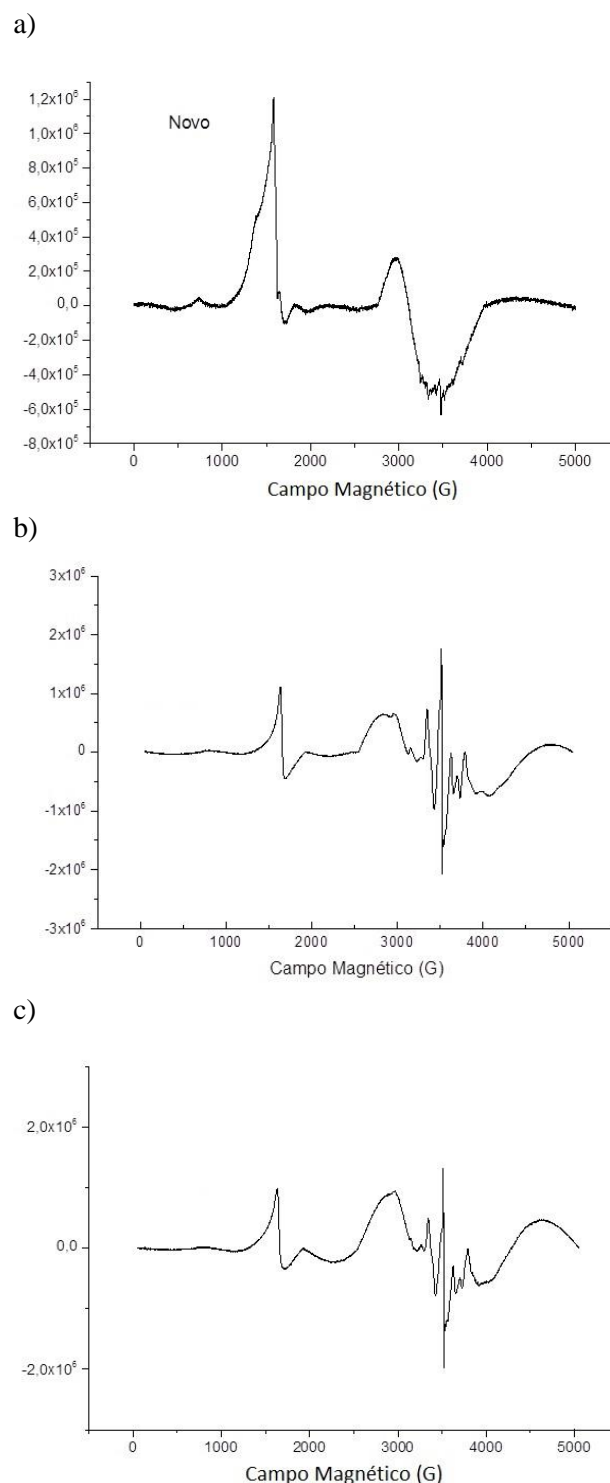 a)
1,2x10⁶
Novo
1,0x10⁶
8,0x10⁵
6,0x10⁵
4,0x10⁵
2,0x10⁵
0,0
-2,0x10⁵
-4,0x10⁵
-6,0x10⁵
-8,0x10⁵
0 1000 2000 3000 4000 5000
Campo Magnético (G)
b)
3x10⁶
2x10⁶
1x10⁶
0
-1x10⁶
-2x10⁶
-3x10⁶
0 1000 2000 3000 4000 5000
Campo Magnético (G)
c)
2,0x10⁶
0,0
-2,0x10⁶
0 1000 2000 3000 4000 5000
Campo Magnético (G)